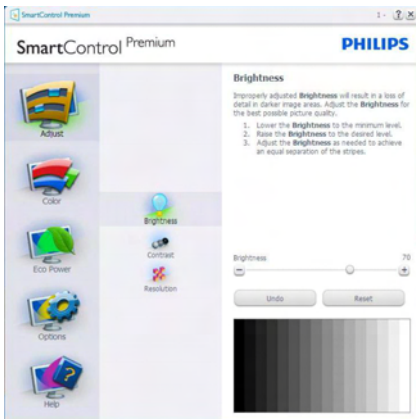 SmartControl Premium
1 - ? x
SmartControl Premium
PHILIPS
Adjust
Color
Eco Power
Options
Help
Brightness
Contrast
Resolution
Brightness
Improperly adjusted Brightness will result in a loss of
detail in darker image areas. Adjust the Brightness for
the best possible picture quality.
1. Lower the Brightness to the minimum level.
2. Raise the Brightness to the desired level.
3. Adjust the Brightness as needed to achieve
an equal separation of the stripes.
Brightness 70
Undo Reset